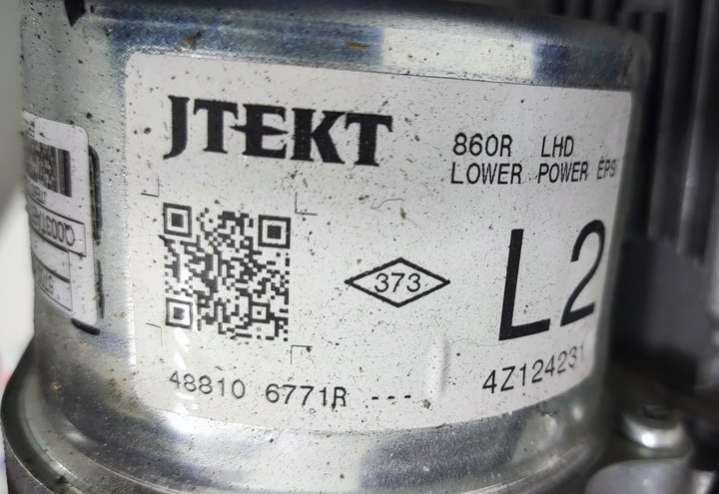 JTEKT
860R LHD
LOWER POWER EPS
373
L2
48810 6771R ---
4Z124231